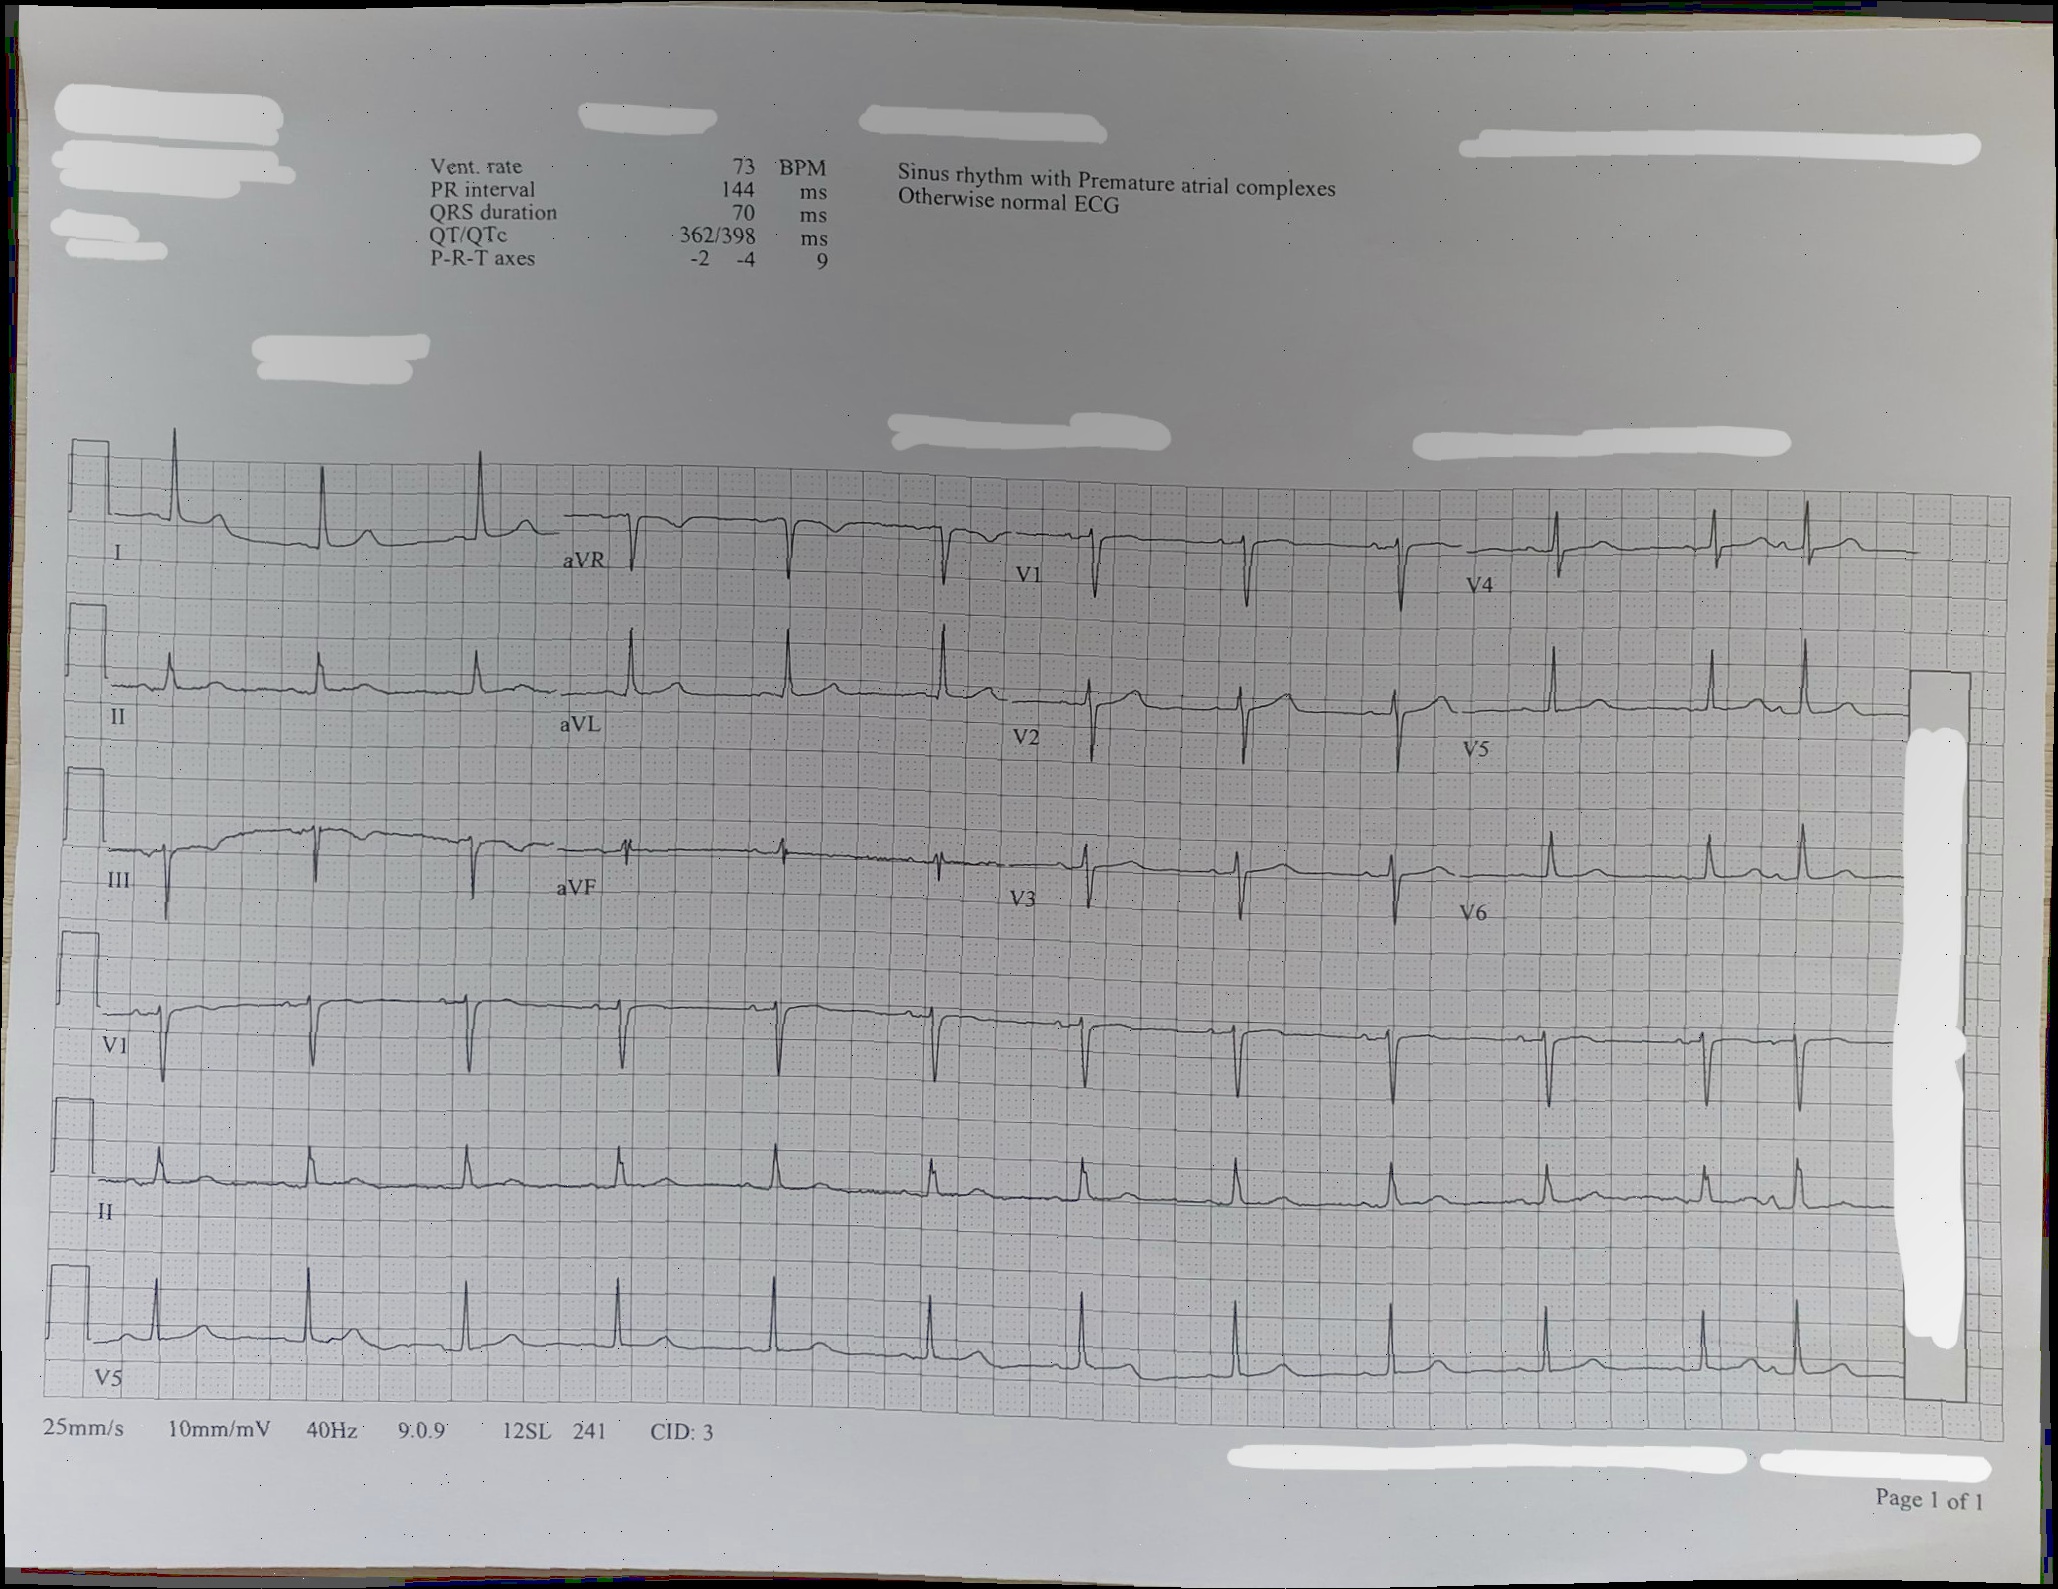 Vent. rate 73 BPM
PR interval 144 ms
QRS duration 70 ms
QT/QTc 362/398 ms
P-R-T axes -2 -4 9
Sinus rhythm with Premature atrial complexes
Otherwise normal ECG
I aVR V1 V4
II aVL V2 V5
III aVF V3 V6
V1
II
V5
25mm/s 10mm/mV 40Hz 9.0.9 12SL 241 CID: 3
Page 1 of 1